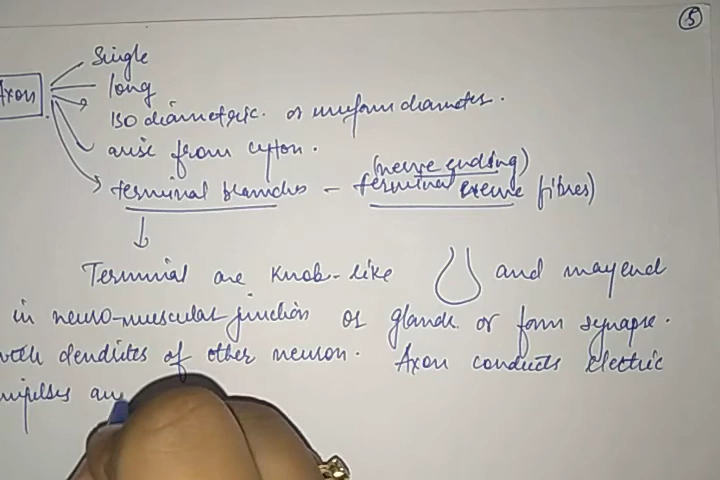 5
Single
Axon
long
Iso diametric. or uniform diameter.
arise from cyton.
(nerve ending)
terminal branches – terminal nerve fibres)
Terminal are knob-like and may end
in neuro-muscular junction or glands or form synapse.
with dendrites of other neuron. Axon conducts electric